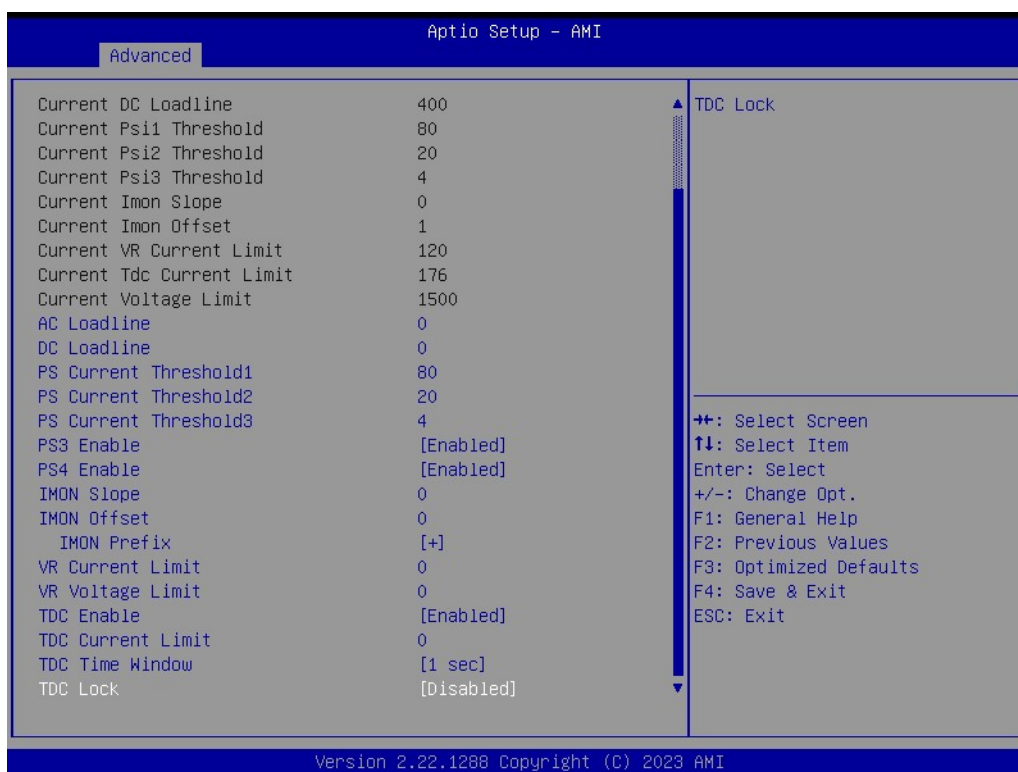 Aptio Setup - AMI
Advanced
Current DC Loadline 400
Current Psi1 Threshold 80
Current Psi2 Threshold 20
Current Psi3 Threshold 4
Current Imon Slope 0
Current Imon Offset 1
Current VR Current Limit 120
Current Tdc Current Limit 176
Current Voltage Limit 1500
AC Loadline 0
DC Loadline 0
PS Current Threshold1 80
PS Current Threshold2 20
PS Current Threshold3 4
PS3 Enable [Enabled]
PS4 Enable [Enabled]
IMON Slope 0
IMON Offset 0
IMON Prefix [+]
VR Current Limit 0
VR Voltage Limit 0
TDC Enable [Enabled]
TDC Current Limit 0
TDC Time Window [1 sec]
TDC Lock [Disabled]
TDC Lock
→←: Select Screen
↑↓: Select Item
Enter: Select
+/-: Change Opt.
F1: General Help
F2: Previous Values
F3: Optimized Defaults
F4: Save & Exit
ESC: Exit
Version 2.22.1288 Copyright (C) 2023 AMI